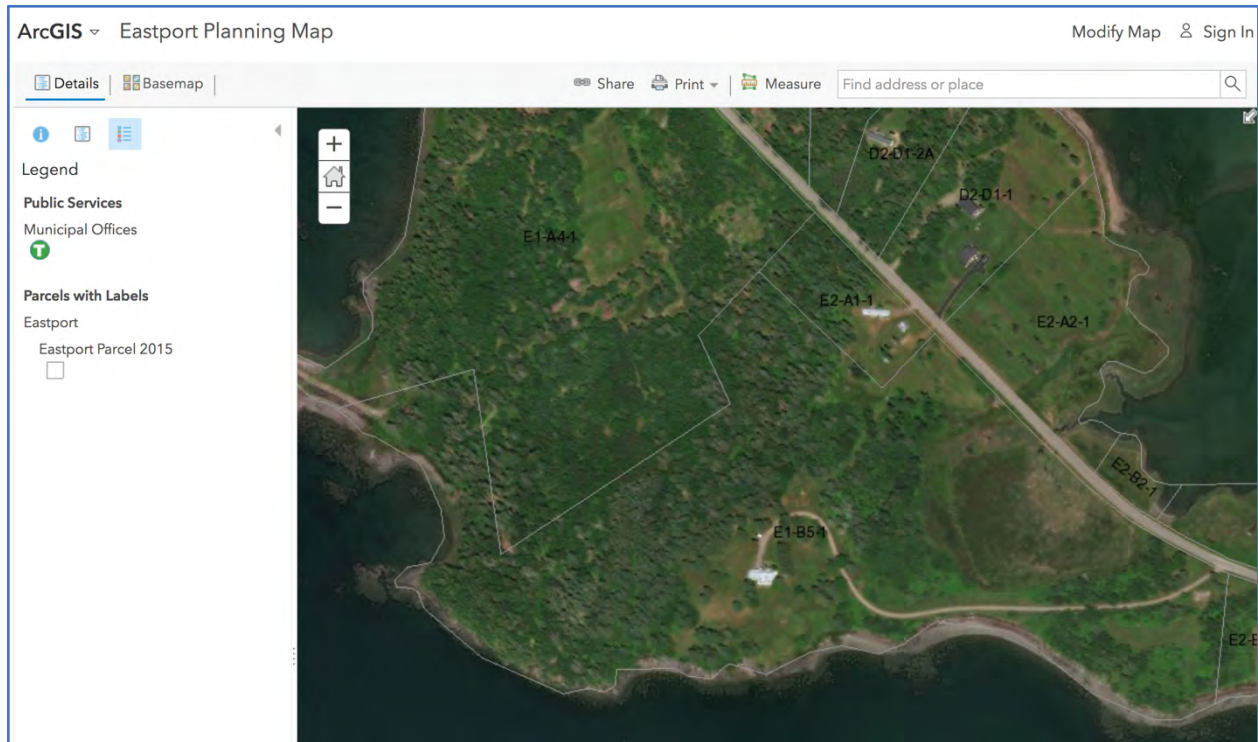 ArcGIS Eastport Planning Map Modify Map Sign In
Details Basemap Share Print Measure Find address or place
Legend
Public Services
Municipal Offices
T
Parcels with Labels
Eastport
Eastport Parcel 2015
+
−
D2-D1-2A
D2-D1-1
E1-A4-1
E2-A1-1
E2-A2-1
E2-B2-1
E1-B5-1